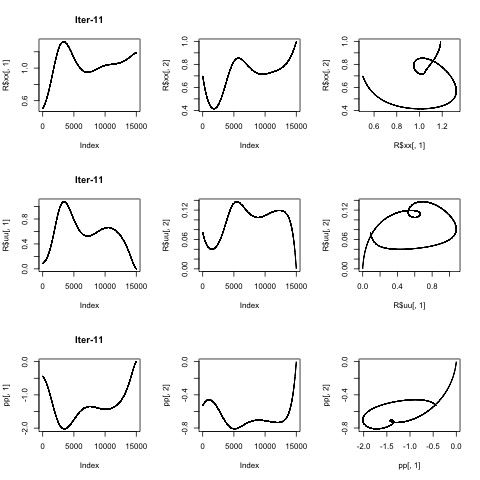 Iter-11
R$xx[, 1]
0.6 1.0
0 5000 10000 15000
Index
R$xx[, 2]
0.4 0.6 0.8 1.0
0 5000 10000 15000
Index
R$xx[, 2]
0.4 0.6 0.8 1.0
0.6 0.8 1.0 1.2
R$xx[, 1]
Iter-11
R$uu[, 1]
0.0 0.4 0.8
0 5000 10000 15000
Index
R$uu[, 2]
0.00 0.06 0.12
0 5000 10000 15000
Index
R$uu[, 2]
0.00 0.06 0.12
0.0 0.4 0.8
R$uu[, 1]
Iter-11
pp[, 1]
-2.0 -1.0 0.0
0 5000 10000 15000
Index
pp[, 2]
-0.8 -0.4 0.0
0 5000 10000 15000
Index
pp[, 2]
-0.8 -0.4 0.0
-2.0 -1.5 -1.0 -0.5 0.0
pp[, 1]